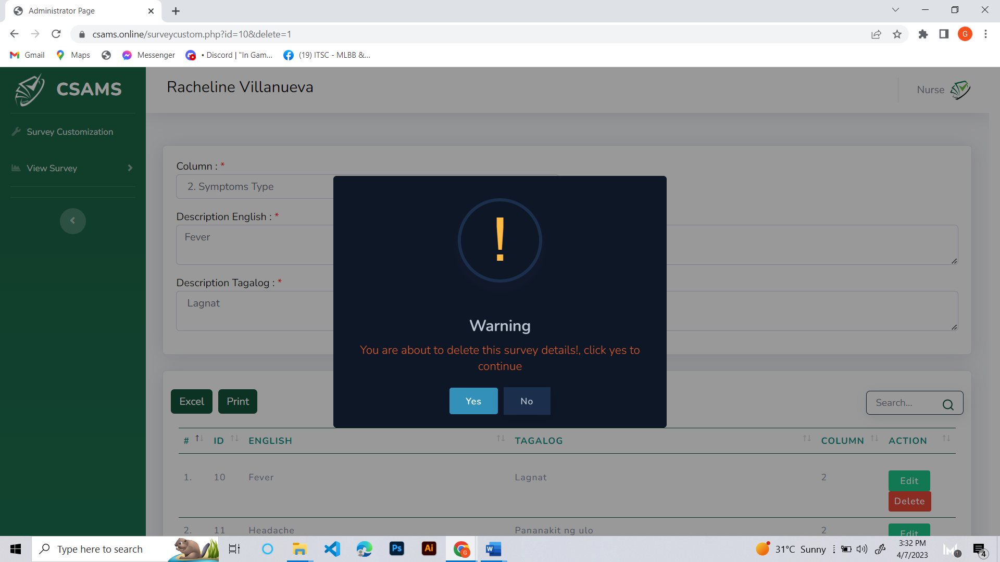 Administrator Page
csams.online/surveycustom.php?id=10&delete=1
G
Gmail
Maps
Messenger
• Discord | "In Gam...
(19) ITSC - MLBB &...
CSAMS
Racheline Villanueva
Nurse
Survey Customization
View Survey
Column : *
2. Symptoms Type
Description English : *
Fever
Description Tagalog : *
Lagnat
!
Warning
You are about to delete this survey details!, click yes to
continue
Yes No
Excel Print
Search...
# ID ENGLISH TAGALOG COLUMN ACTION
1. 10 Fever Lagnat 2 Edit
Delete
2. 11 Headache Pananakit ng ulo 2 Edit
Type here to search
Ps
Ai
G
W
31°C Sunny
3:32 PM
4/7/2023
1
4